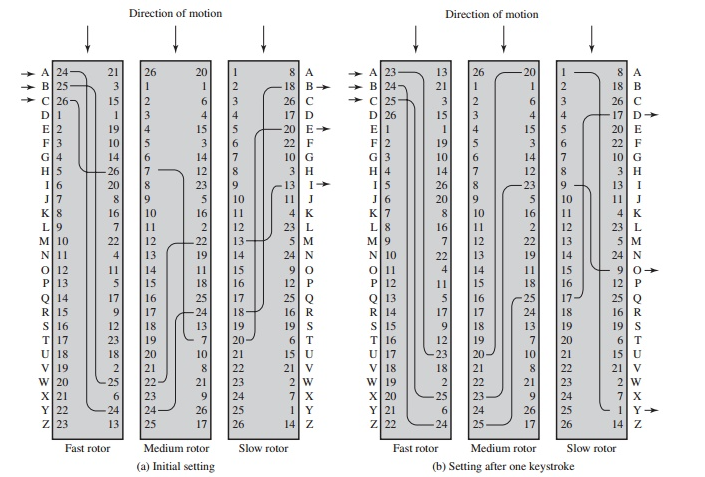 Direction of motion Direction of motion
A 24 21 26 20 1 8 A A 23 13 26 20 1 8 A
B 25 3 1 1 2 18 B B 24 21 1 1 2 18 B
C 26 15 2 6 3 26 C C 25 3 2 6 3 26 C
D 1 1 3 4 4 17 D D 26 15 3 4 4 17 D
E 2 19 4 15 5 20 E E 1 1 4 15 5 20 E
F 3 10 5 3 6 22 F F 2 19 5 3 6 22 F
G 4 14 6 14 7 10 G G 3 10 6 14 7 10 G
H 5 26 7 12 8 3 H H 4 14 7 12 8 3 H
I 6 20 8 23 9 13 I I 5 26 8 23 9 13 I
J 7 8 9 5 10 11 J J 6 20 9 5 10 11 J
K 8 16 10 16 11 4 K K 7 8 10 16 11 4 K
L 9 7 11 2 12 23 L L 8 16 11 2 12 23 L
M 10 22 12 22 13 5 M M 9 7 12 22 13 5 M
N 11 4 13 19 14 24 N N 10 22 13 19 14 24 N
O 12 11 14 11 15 9 O O 11 4 14 11 15 9 O
P 13 5 15 18 16 12 P P 12 11 15 18 16 12 P
Q 14 17 16 25 17 25 Q Q 13 5 16 25 17 25 Q
R 15 9 17 24 18 16 R R 14 17 17 24 18 16 R
S 16 12 18 13 19 19 S S 15 9 18 13 19 19 S
T 17 23 19 7 20 6 T T 16 12 19 7 20 6 T
U 18 18 20 10 21 15 U U 17 23 20 10 21 15 U
V 19 2 21 8 22 21 V V 18 18 21 8 22 21 V
W 20 25 22 21 23 2 W W 19 2 22 21 23 2 W
X 21 6 23 9 24 7 X X 20 25 23 9 24 7 X
Y 22 24 24 26 25 1 Y Y 21 6 24 26 25 1 Y
Z 23 13 25 17 26 14 Z Z 22 24 25 17 26 14 Z
Fast rotor Medium rotor Slow rotor Fast rotor Medium rotor Slow rotor
(a) Initial setting (b) Setting after one keystroke